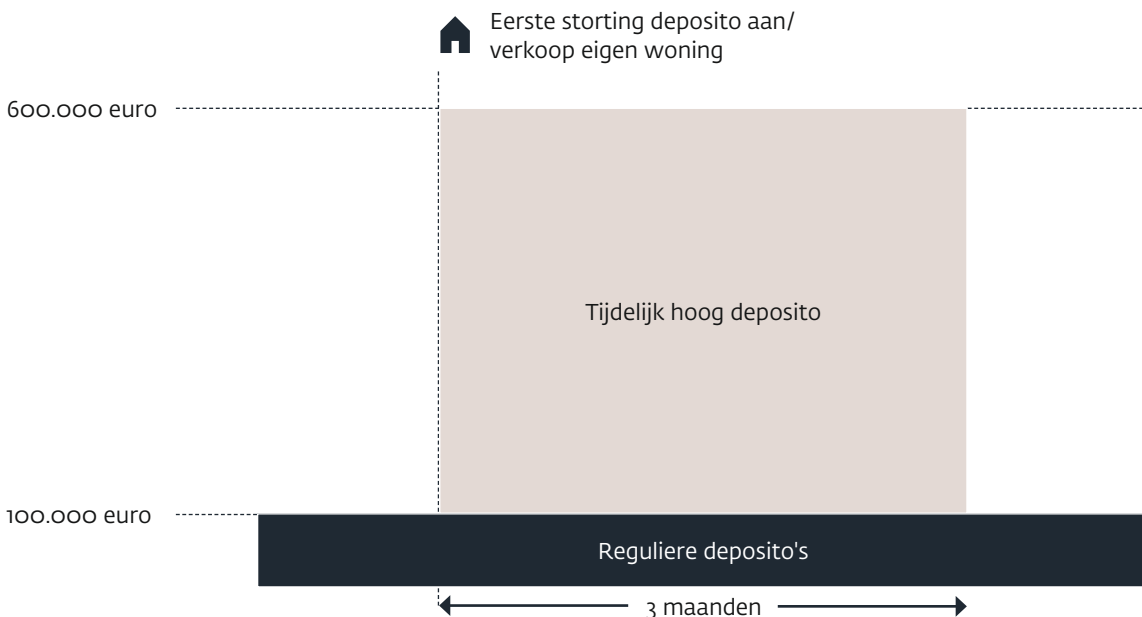 Eerste storting deposito aan/
verkoop eigen woning
600.000 euro
Tijdelijk hoog deposito
100.000 euro
Reguliere deposito's
3 maanden